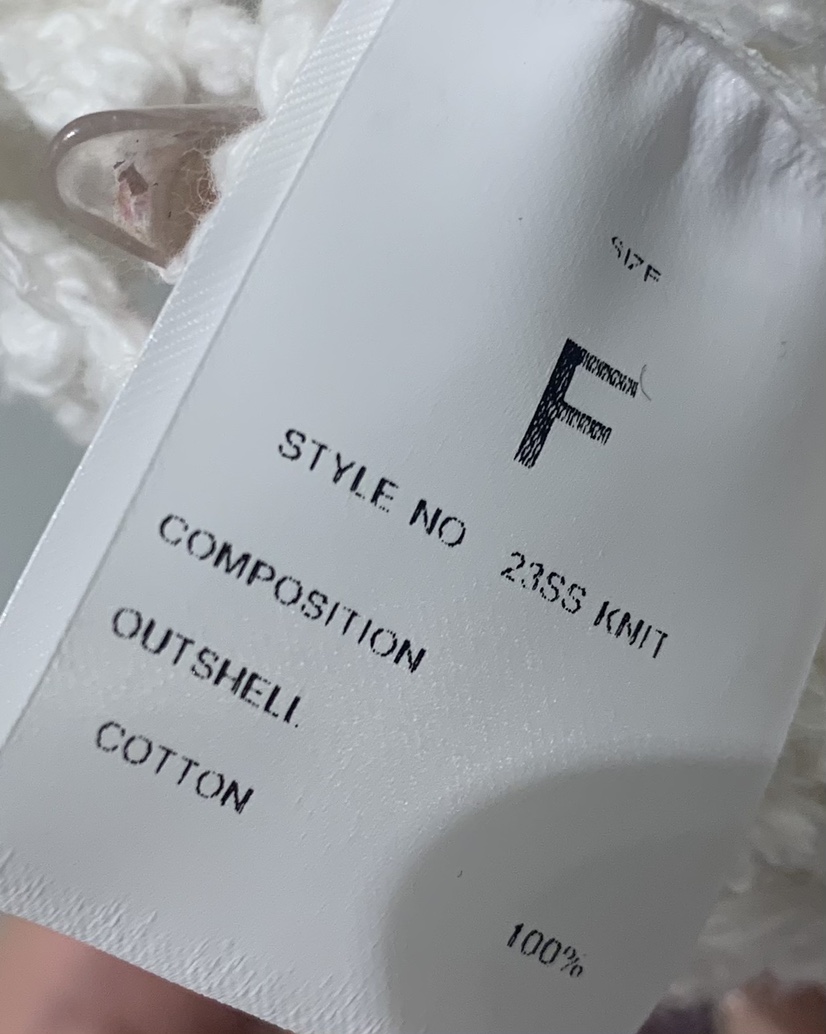 SIZE
F
STYLE NO 23SS KNIT
COMPOSITION
OUTSHELL
COTTON
100%